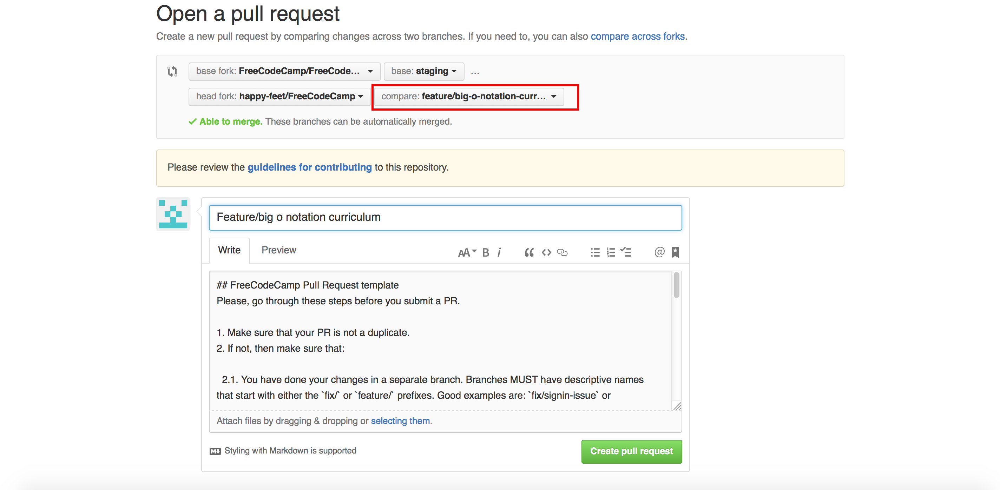 Open a pull request
Create a new pull request by comparing changes across two branches. If you need to, you can also compare across forks.
base fork: FreeCodeCamp/FreeCode... base: staging ...
head fork: happy-feet/FreeCodeCamp compare: feature/big-o-notation-curr...
Able to merge. These branches can be automatically merged.
Please review the guidelines for contributing to this repository.
Feature/big o notation curriculum
Write Preview AA B i “ <> @
## FreeCodeCamp Pull Request template
Please, go through these steps before you submit a PR.
1. Make sure that your PR is not a duplicate.
2. If not, then make sure that:
2.1. You have done your changes in a separate branch. Branches MUST have descriptive names
that start with either the `fix/` or `feature/` prefixes. Good examples are: `fix/signin-issue` or
Attach files by dragging & dropping or selecting them.
M Styling with Markdown is supported
Create pull request